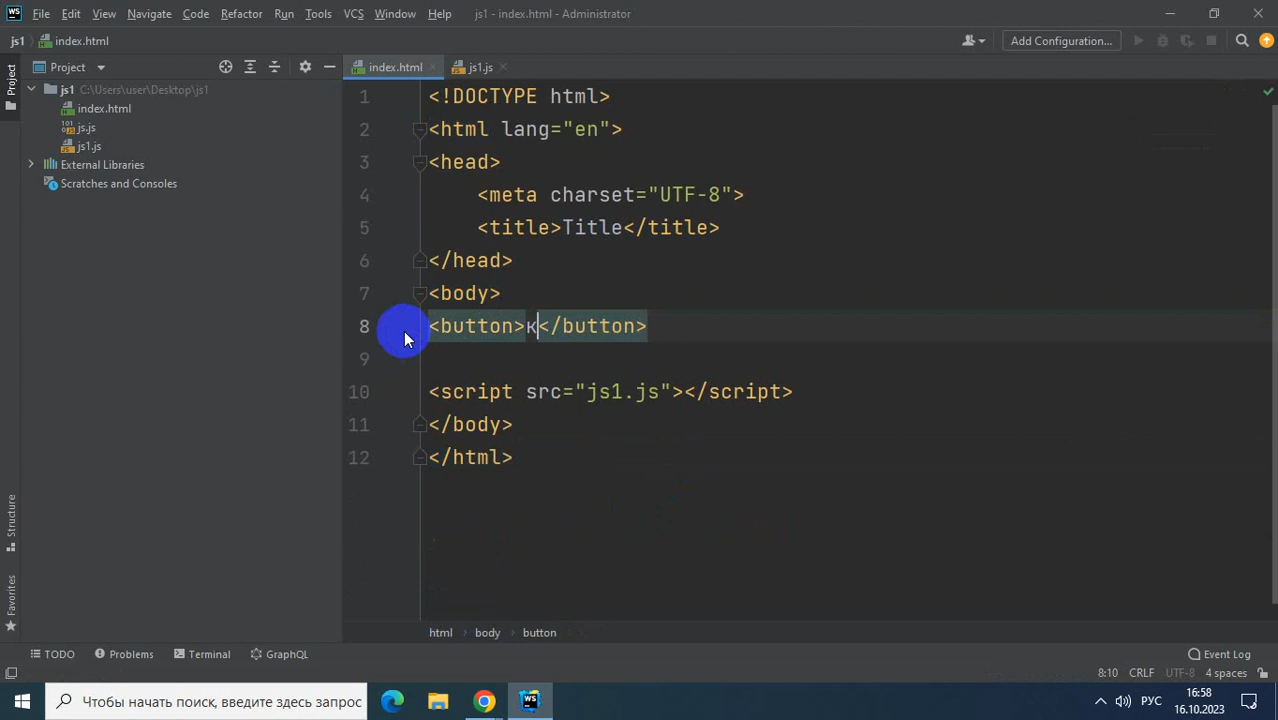 WS File Edit View Navigate Code Refactor Run Tools VCS Window Help js1 - index.html - Administrator
js1 index.html Add Configuration...
Project
Project
index.html js1.js
js1 C:\Users\user\Desktop\js1
index.html
js.js
js1.js
External Libraries
Scratches and Consoles
1 <!DOCTYPE html>
2 <html lang="en">
3 <head>
4 <meta charset="UTF-8">
5 <title>Title</title>
6 </head>
7 <body>
8 <button>к</button>
9
10 <script src="js1.js"></script>
11 </body>
12 </html>
Structure
Favorites
html body button
TODO Problems Terminal GraphQL Event Log
8:10 CRLF UTF-8 4 spaces
Чтобы начать поиск, введите здесь запрос
WS
РУС
16:58
16.10.2023